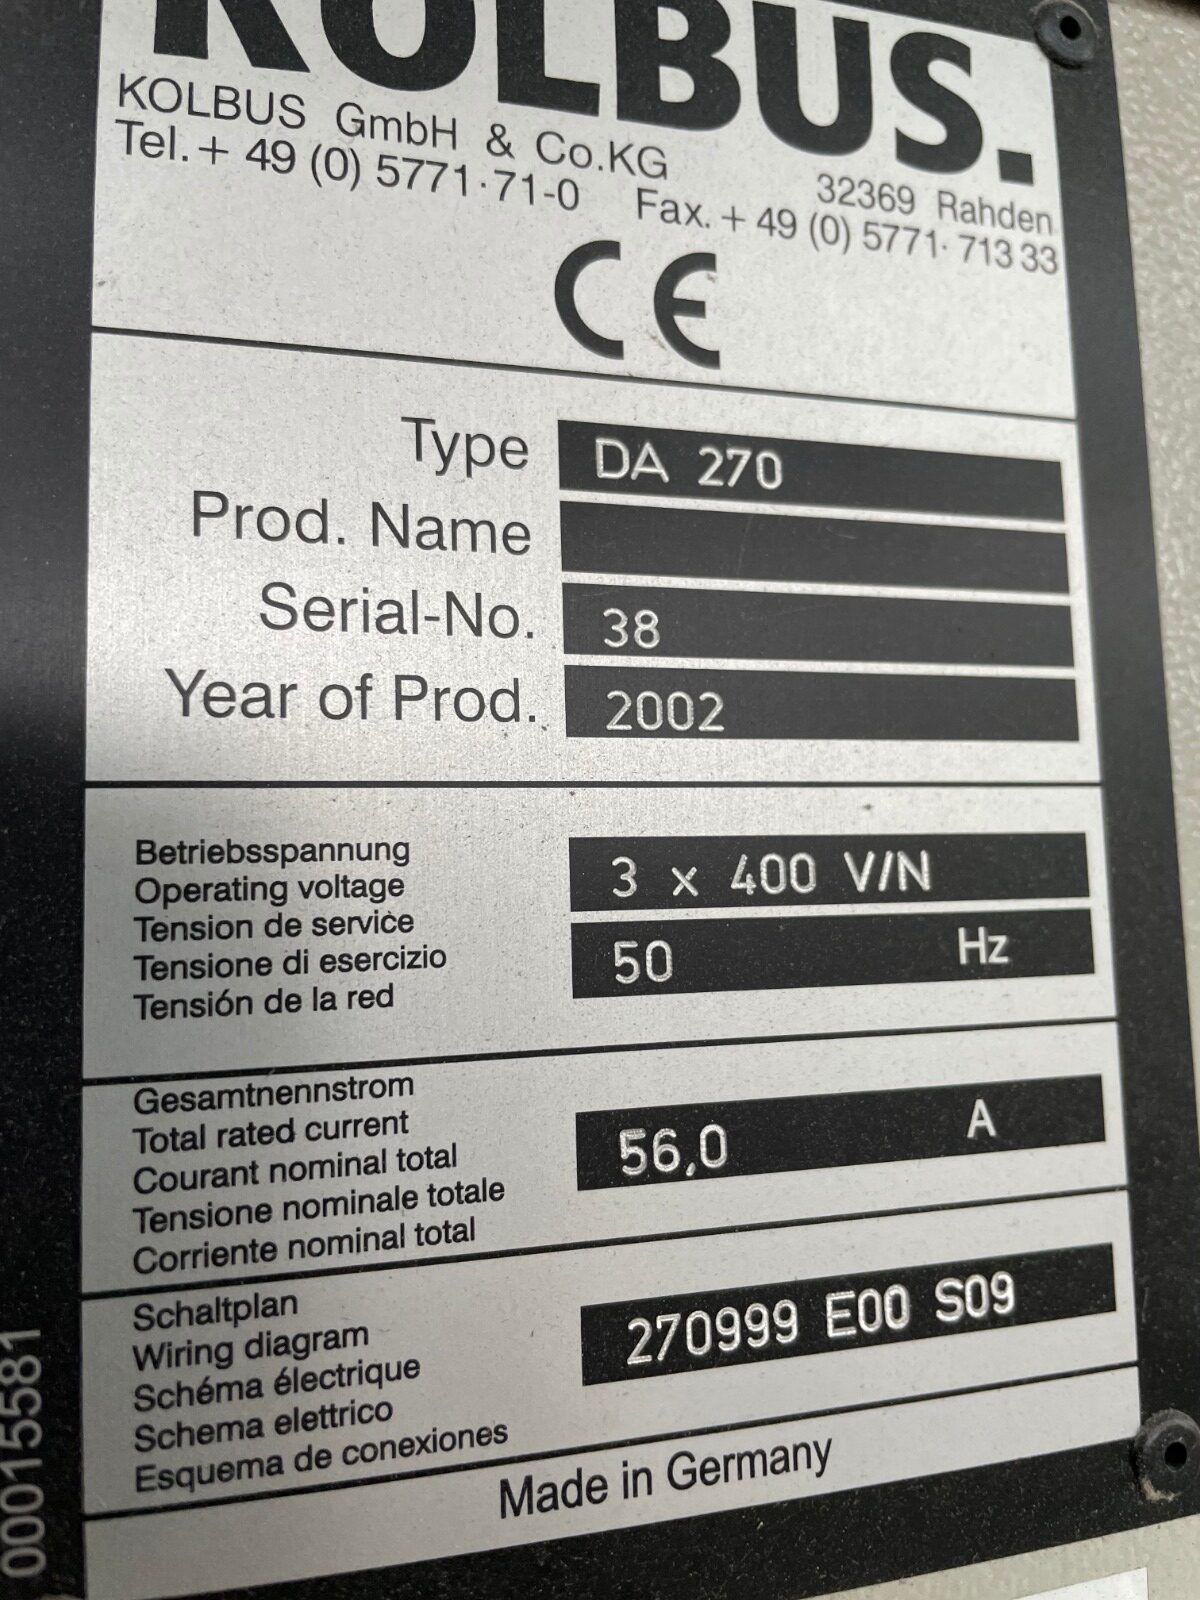 KOLBUS.
KOLBUS GmbH & Co.KG 32369 Rahden
Tel.+ 49 (0) 5771·71-0 Fax. + 49 (0) 5771· 713 33
CE
Type DA 270
Prod. Name
Serial-No. 38
Year of Prod. 2002
Betriebsspannung
Operating voltage
Tension de service
Tensione di esercizio
Tensión de la red
3 x 400 V/N
50 Hz
Gesamtnennstrom
Total rated current
Courant nominal total
Tensione nominale totale
Corriente nominal total
56,0 A
Schaltplan
Wiring diagram
Schéma électrique
Schema elettrico
Esquema de conexiones
270999 E00 S09
Made in Germany
00015581